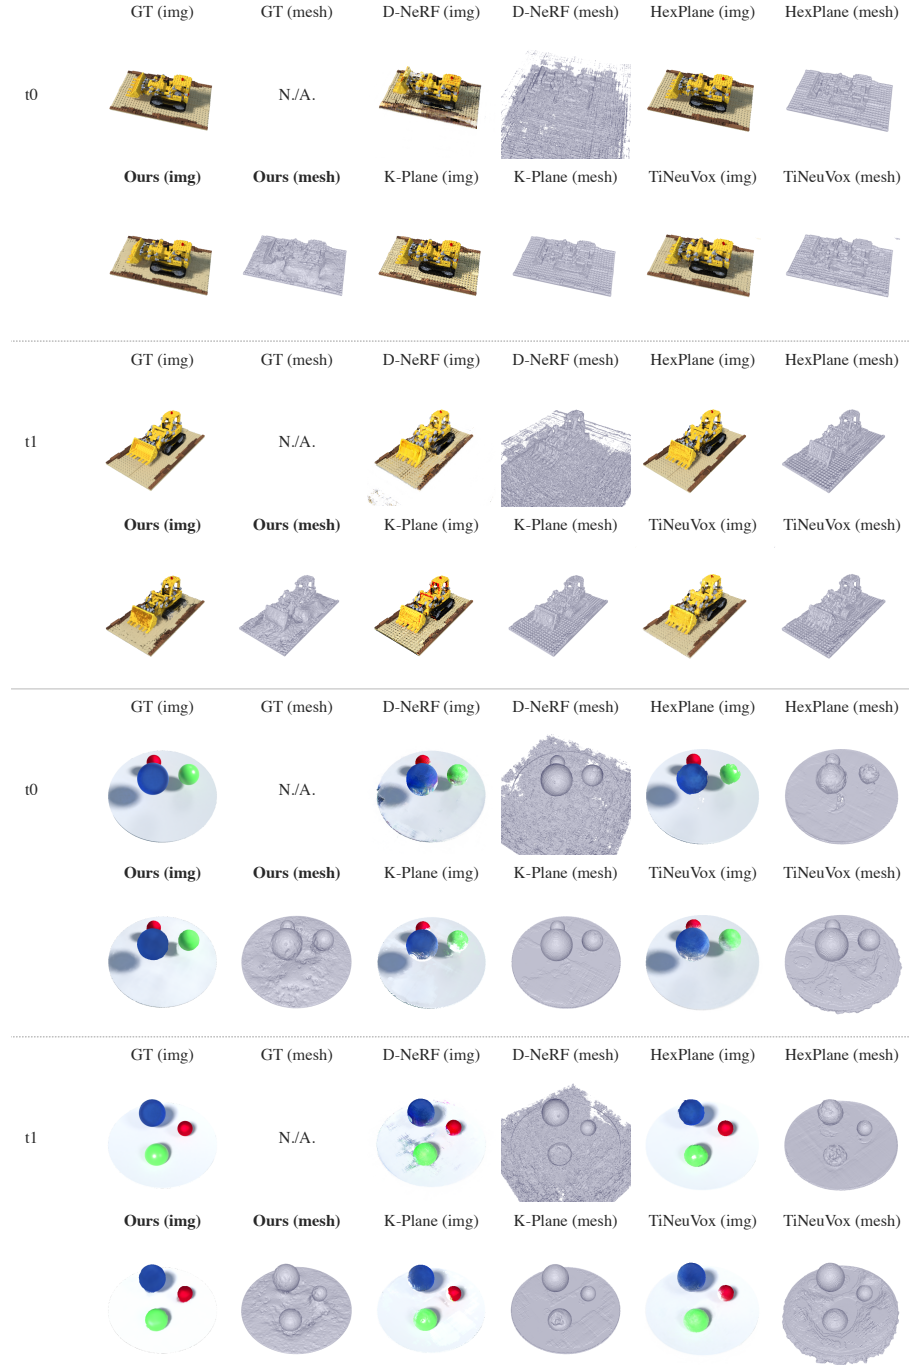 GT (img) GT (mesh) D-NeRF (img) D-NeRF (mesh) HexPlane (img) HexPlane (mesh)
t0 N./A.
Ours (img) Ours (mesh) K-Plane (img) K-Plane (mesh) TiNeuVox (img) TiNeuVox (mesh)
GT (img) GT (mesh) D-NeRF (img) D-NeRF (mesh) HexPlane (img) HexPlane (mesh)
t1 N./A.
Ours (img) Ours (mesh) K-Plane (img) K-Plane (mesh) TiNeuVox (img) TiNeuVox (mesh)
GT (img) GT (mesh) D-NeRF (img) D-NeRF (mesh) HexPlane (img) HexPlane (mesh)
t0 N./A.
Ours (img) Ours (mesh) K-Plane (img) K-Plane (mesh) TiNeuVox (img) TiNeuVox (mesh)
GT (img) GT (mesh) D-NeRF (img) D-NeRF (mesh) HexPlane (img) HexPlane (mesh)
t1 N./A.
Ours (img) Ours (mesh) K-Plane (img) K-Plane (mesh) TiNeuVox (img) TiNeuVox (mesh)